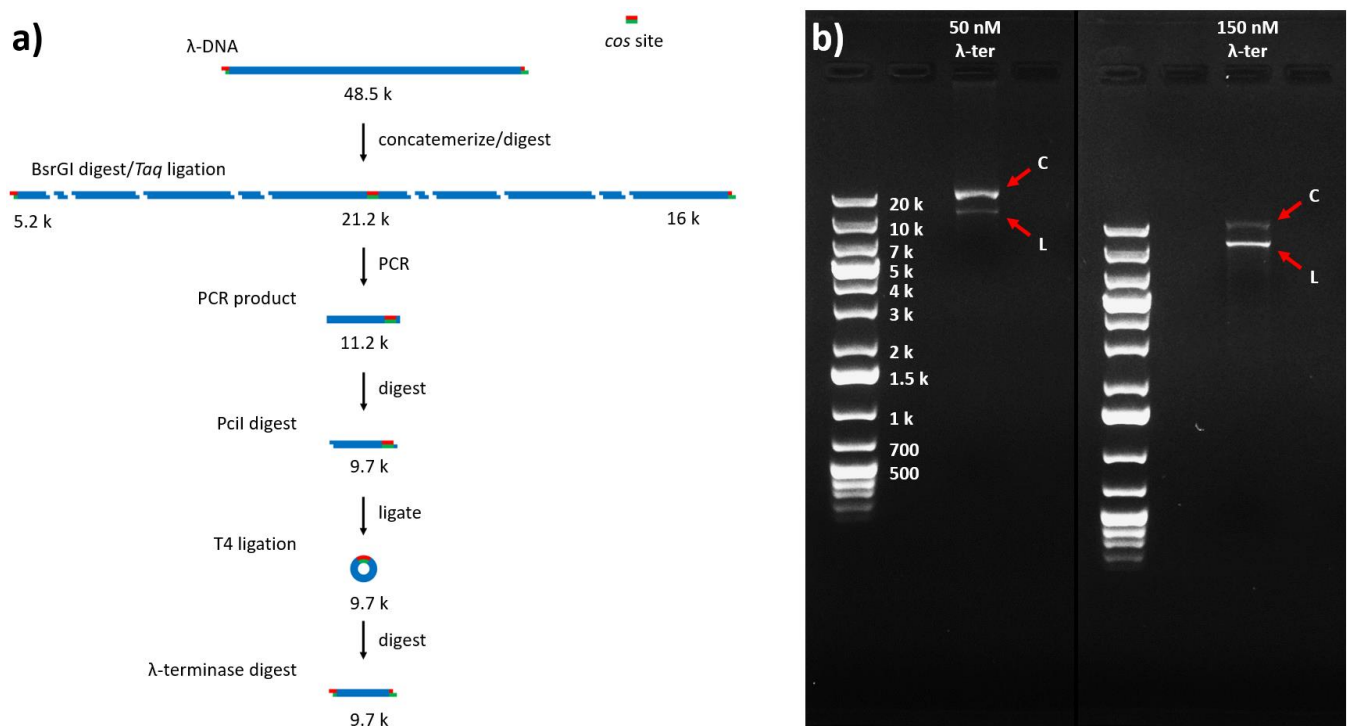 a)
λ-DNA
cos site
48.5 k
concatemerize/digest
BsrGI digest/Taq ligation
5.2 k
21.2 k
16 k
PCR
PCR product
11.2 k
digest
PciI digest
9.7 k
ligate
T4 ligation
9.7 k
digest
λ-terminase digest
9.7 k
b)
50 nM
λ-ter
C
L
20 k
10 k
7 k
5 k
4 k
3 k
2 k
1.5 k
1 k
700
500
150 nM
λ-ter
C
L